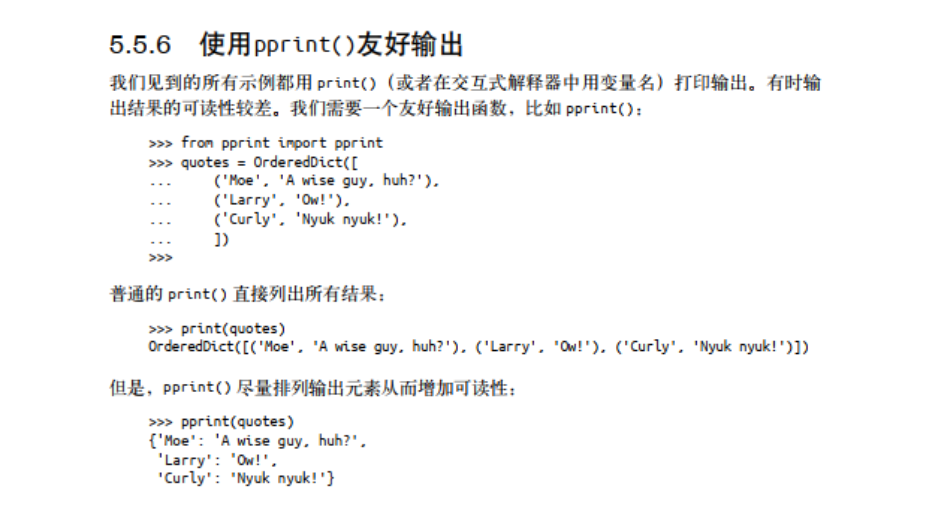 5.5.6 使用pprint()友好输出
我们见到的所有示例都用 print()（或者在交互式解释器中用变量名）打印输出。有时输
出结果的可读性较差。我们需要一个友好输出函数，比如 pprint()：
>>> from pprint import pprint
>>> quotes = OrderedDict([
...     ('Moe', 'A wise guy, huh?'),
...     ('Larry', 'Ow!'),
...     ('Curly', 'Nyuk nyuk!'),
...     ])
>>>
普通的 print() 直接列出所有结果：
>>> print(quotes)
OrderedDict([('Moe', 'A wise guy, huh?'), ('Larry', 'Ow!'), ('Curly', 'Nyuk nyuk!')])
但是，pprint() 尽量排列输出元素从而增加可读性：
>>> pprint(quotes)
{'Moe': 'A wise guy, huh?',
 'Larry': 'Ow!',
 'Curly': 'Nyuk nyuk!'}